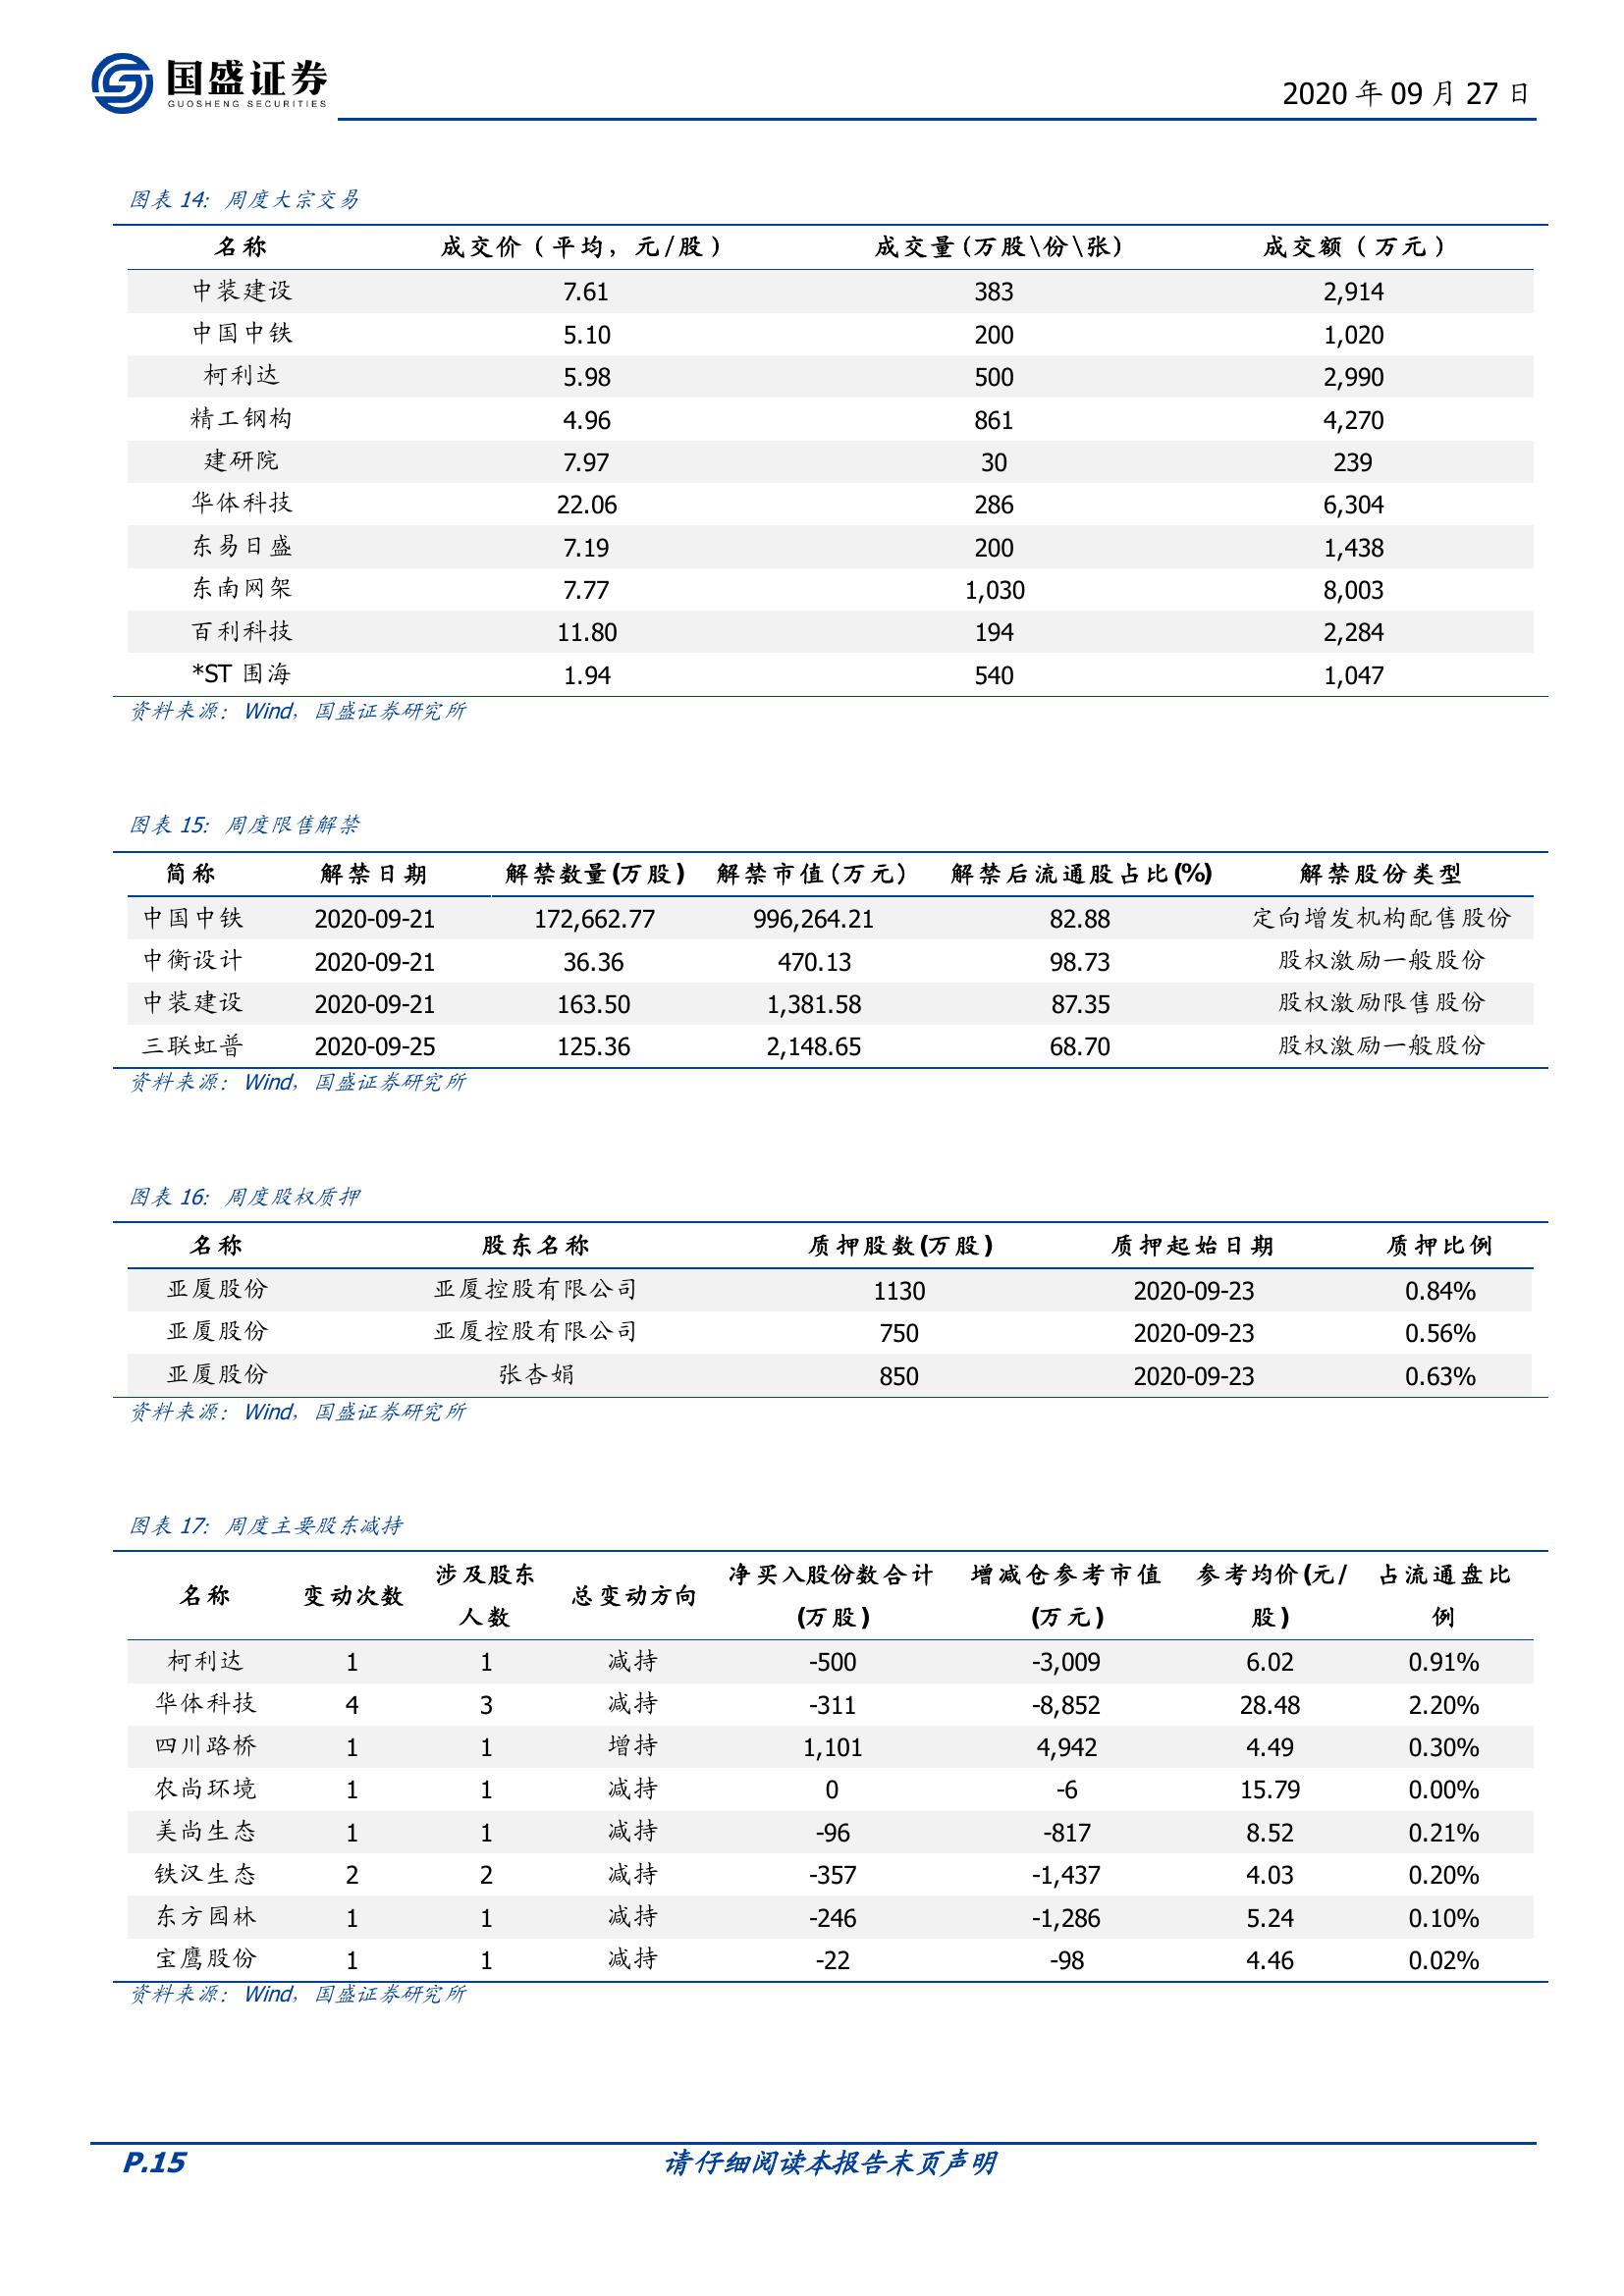 国盛证券
GUOSHENG SECURITIES
2020 年 09 月 27 日
图表 14: 周度大宗交易
名称 成交价（平均，元/股） 成交量(万股\份\张) 成交额（万元）
中装建设 7.61 383 2,914
中国中铁 5.10 200 1,020
柯利达 5.98 500 2,990
精工钢构 4.96 861 4,270
建研院 7.97 30 239
华体科技 22.06 286 6,304
东易日盛 7.19 200 1,438
东南网架 7.77 1,030 8,003
百利科技 11.80 194 2,284
*ST 围海 1.94 540 1,047
资料来源：Wind，国盛证券研究所
图表 15: 周度限售解禁
简称 解禁日期 解禁数量(万股) 解禁市值(万元) 解禁后流通股占比(%) 解禁股份类型
中国中铁 2020-09-21 172,662.77 996,264.21 82.88 定向增发机构配售股份
中衡设计 2020-09-21 36.36 470.13 98.73 股权激励一般股份
中装建设 2020-09-21 163.50 1,381.58 87.35 股权激励限售股份
三联虹普 2020-09-25 125.36 2,148.65 68.70 股权激励一般股份
资料来源：Wind，国盛证券研究所
图表 16: 周度股权质押
名称 股东名称 质押股数(万股) 质押起始日期 质押比例
亚厦股份 亚厦控股有限公司 1130 2020-09-23 0.84%
亚厦股份 亚厦控股有限公司 750 2020-09-23 0.56%
亚厦股份 张杏娟 850 2020-09-23 0.63%
资料来源：Wind，国盛证券研究所
图表 17: 周度主要股东减持
名称 变动次数 涉及股东 总变动方向 净买入股份数合计 增减仓参考市值 参考均价(元/ 占流通盘比
人数 (万股) (万元) 股) 例
柯利达 1 1 减持 -500 -3,009 6.02 0.91%
华体科技 4 3 减持 -311 -8,852 28.48 2.20%
四川路桥 1 1 增持 1,101 4,942 4.49 0.30%
农尚环境 1 1 减持 0 -6 15.79 0.00%
美尚生态 1 1 减持 -96 -817 8.52 0.21%
铁汉生态 2 2 减持 -357 -1,437 4.03 0.20%
东方园林 1 1 减持 -246 -1,286 5.24 0.10%
宝鹰股份 1 1 减持 -22 -98 4.46 0.02%
资料来源：Wind，国盛证券研究所
P.15 请仔细阅读本报告末页声明